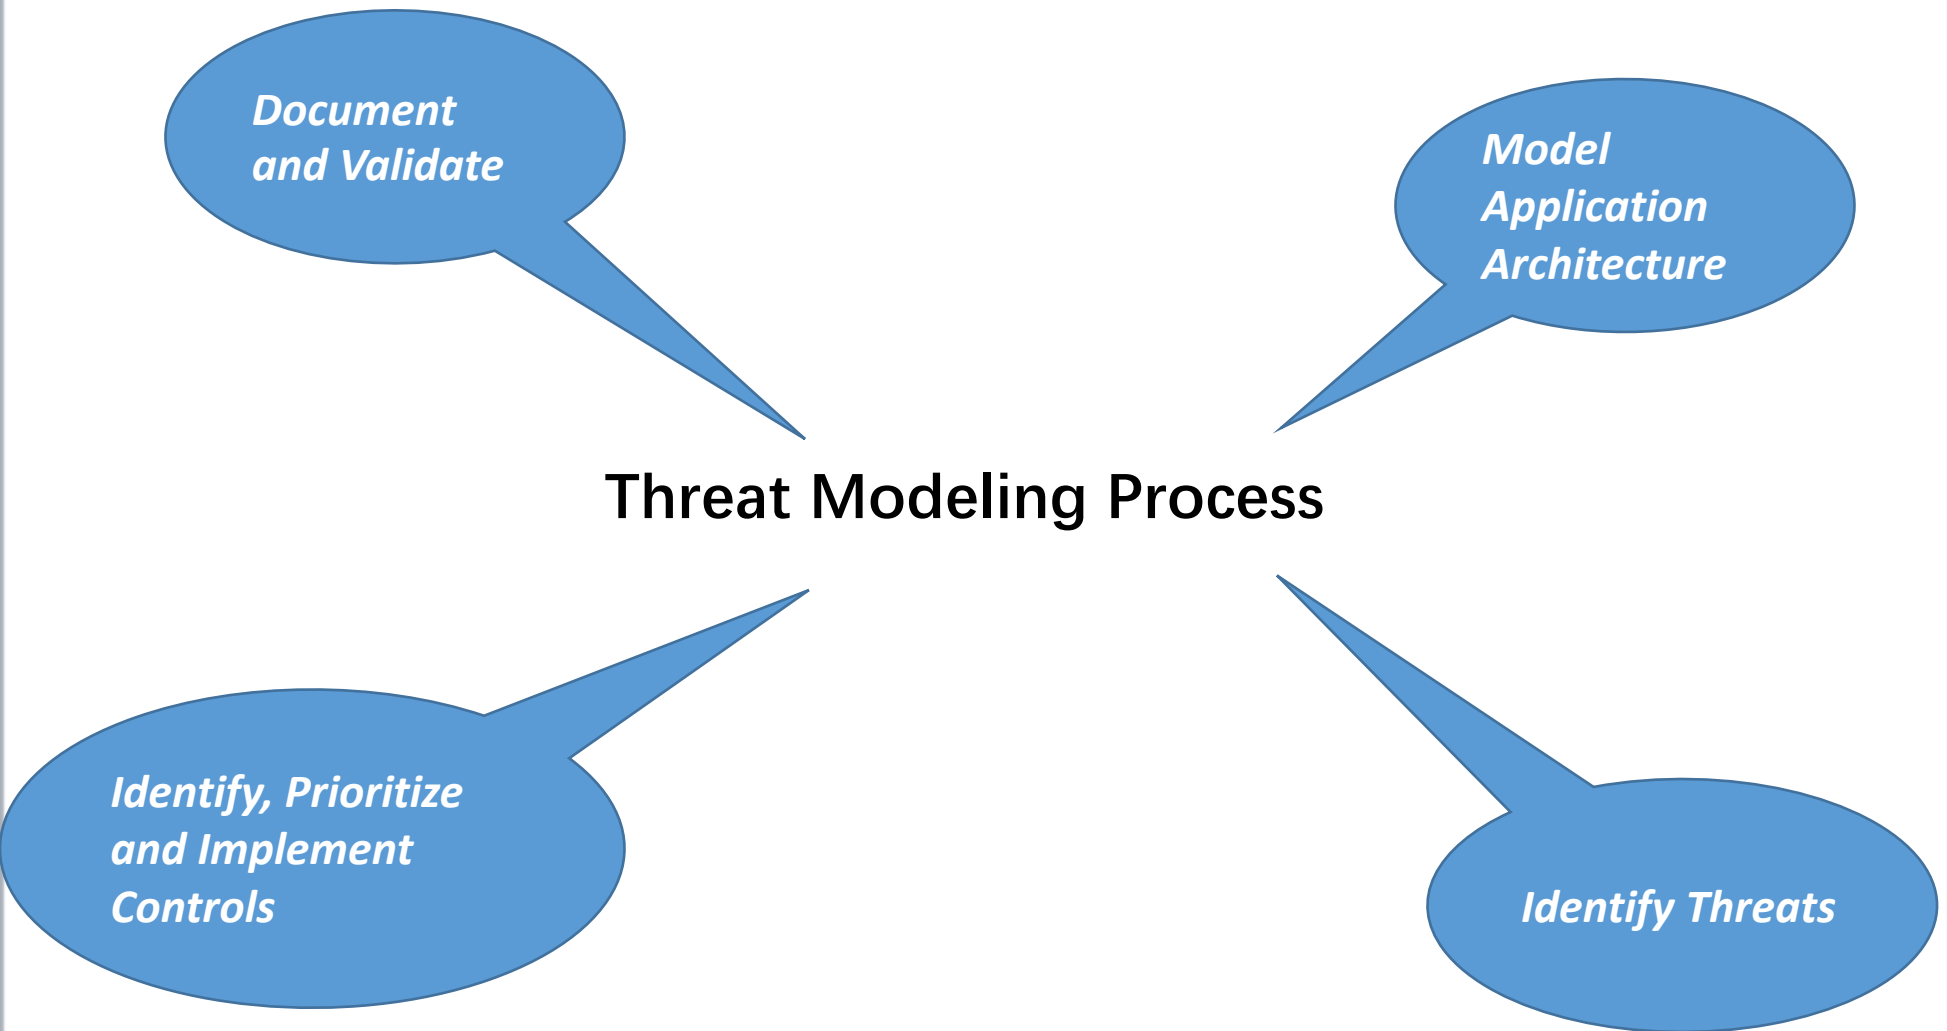 Document
and Validate
Model
Application
Architecture
Threat Modeling Process
Identify, Prioritize
and Implement
Controls
Identify Threats